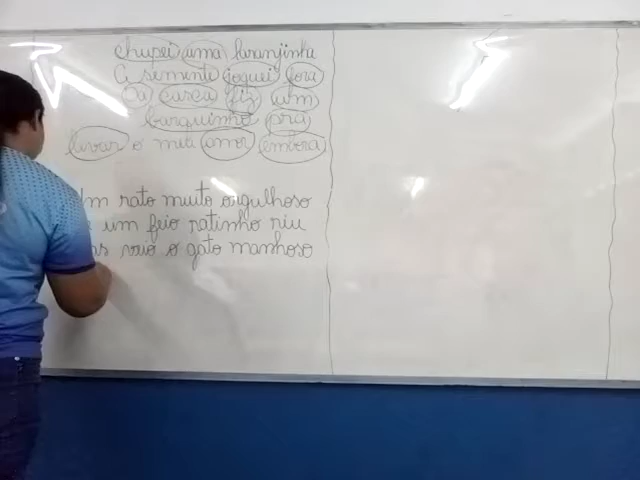 chupei uma laranjinha
A semente joguei fora
Da casca fiz um
barquinho pra
levar o meu amor embora
Um rato muito orgulhoso
um feio ratinho riu
veio o gato manhoso